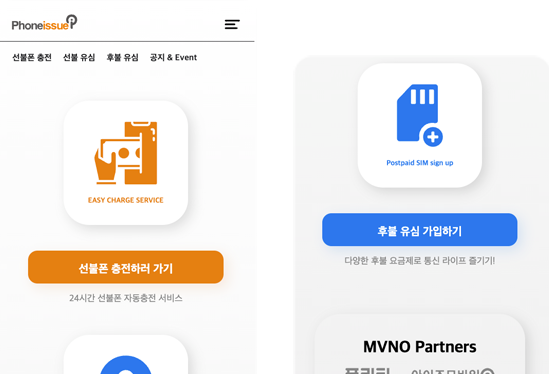 Phoneissue
선불폰 충전 선불 유심 후불 유심 공지 & Event
EASY CHARGE SERVICE
선불폰 충전하러 가기
24시간 선불폰 자동충전 서비스
Postpaid SIM sign up
후불 유심 가입하기
다양한 후불 요금제로 통신 라이프 즐기기!
MVNO Partners